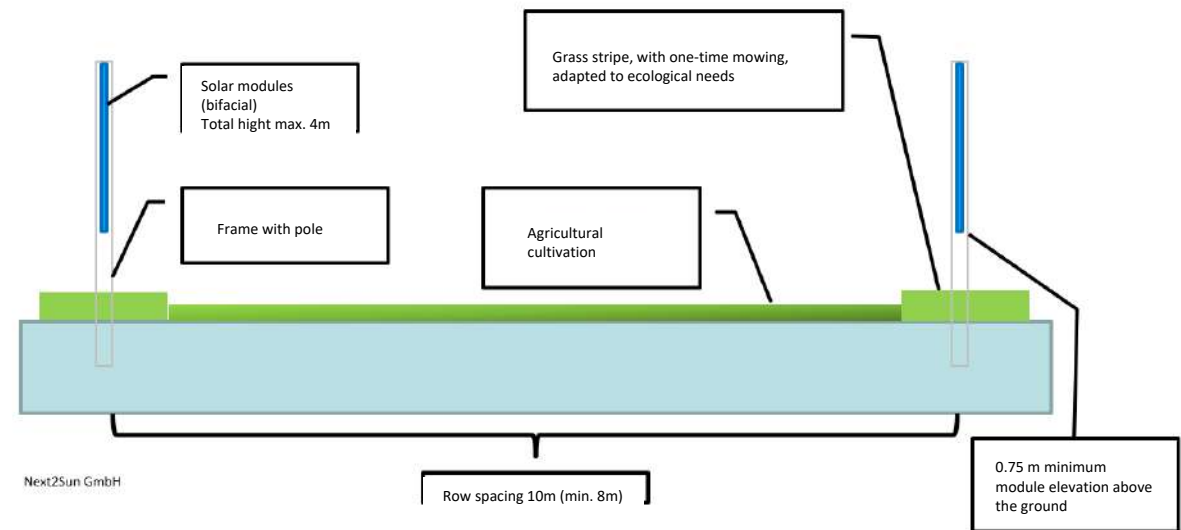 Solar modules
(bifacial)
Total hight max. 4m
Grass stripe, with one-time mowing,
adapted to ecological needs
Frame with pole
Agricultural
cultivation
Next2Sun GmbH
Row spacing 10m (min. 8m)
0.75 m minimum
module elevation above
the ground